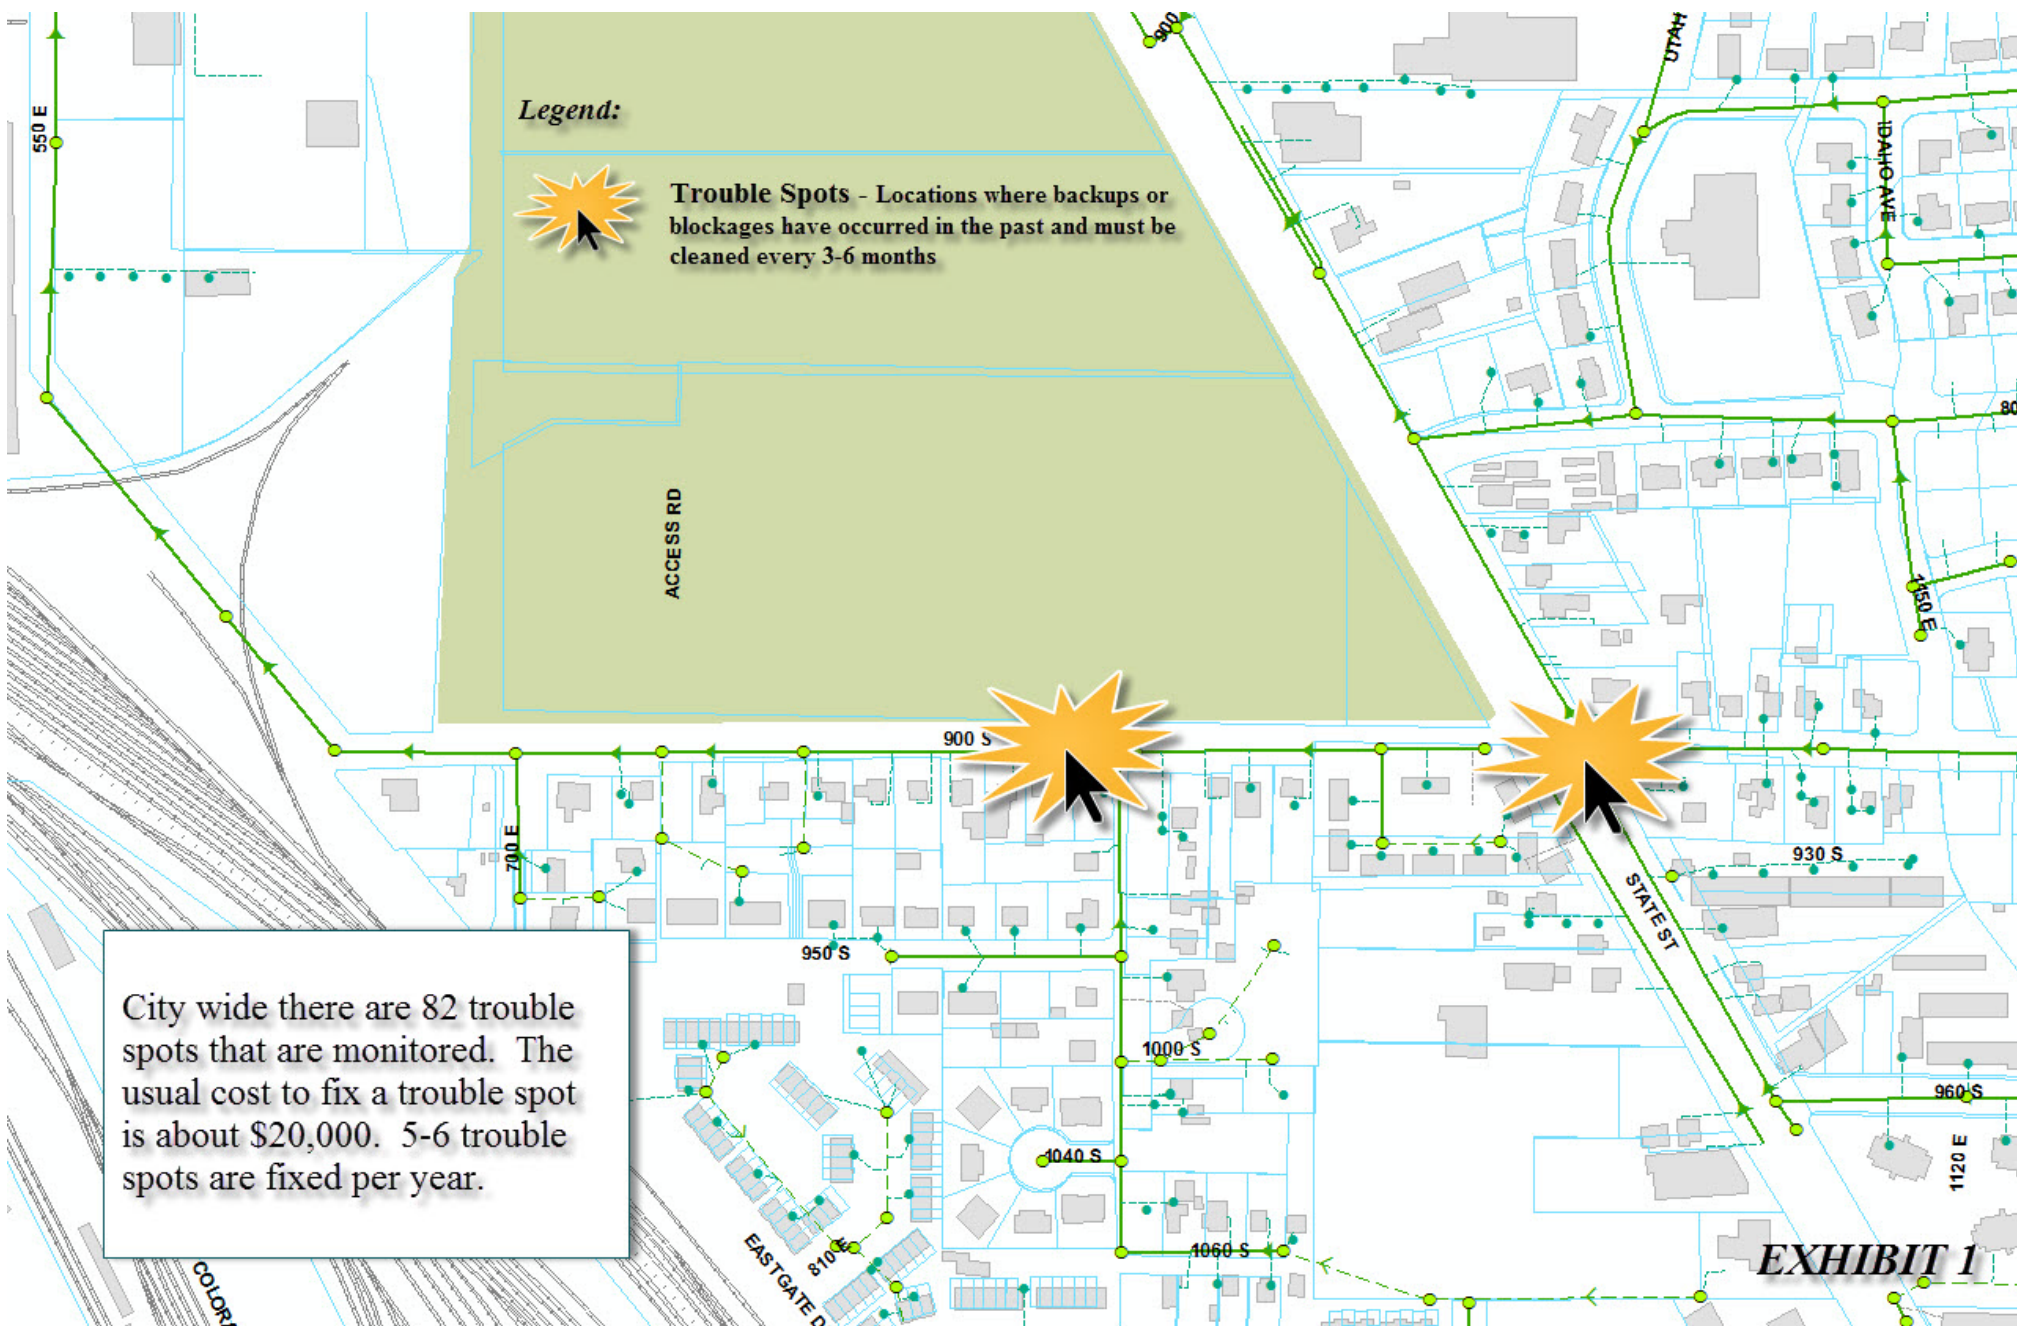 900
UTAH
550 E
Legend:
IDAHO AVE
Trouble Spots - Locations where backups or
blockages have occurred in the past and must be
cleaned every 3-6 months
80
ACCESS RD
1150 E
900 S
700 E
930 S
STATE ST
950 S
City wide there are 82 trouble
spots that are monitored. The
usual cost to fix a trouble spot
is about $20,000. 5-6 trouble
spots are fixed per year.
1000 S
960 S
1040 S
1120 E
1060 S
810 E
EASTGATE D
COLOR
EXHIBIT 1